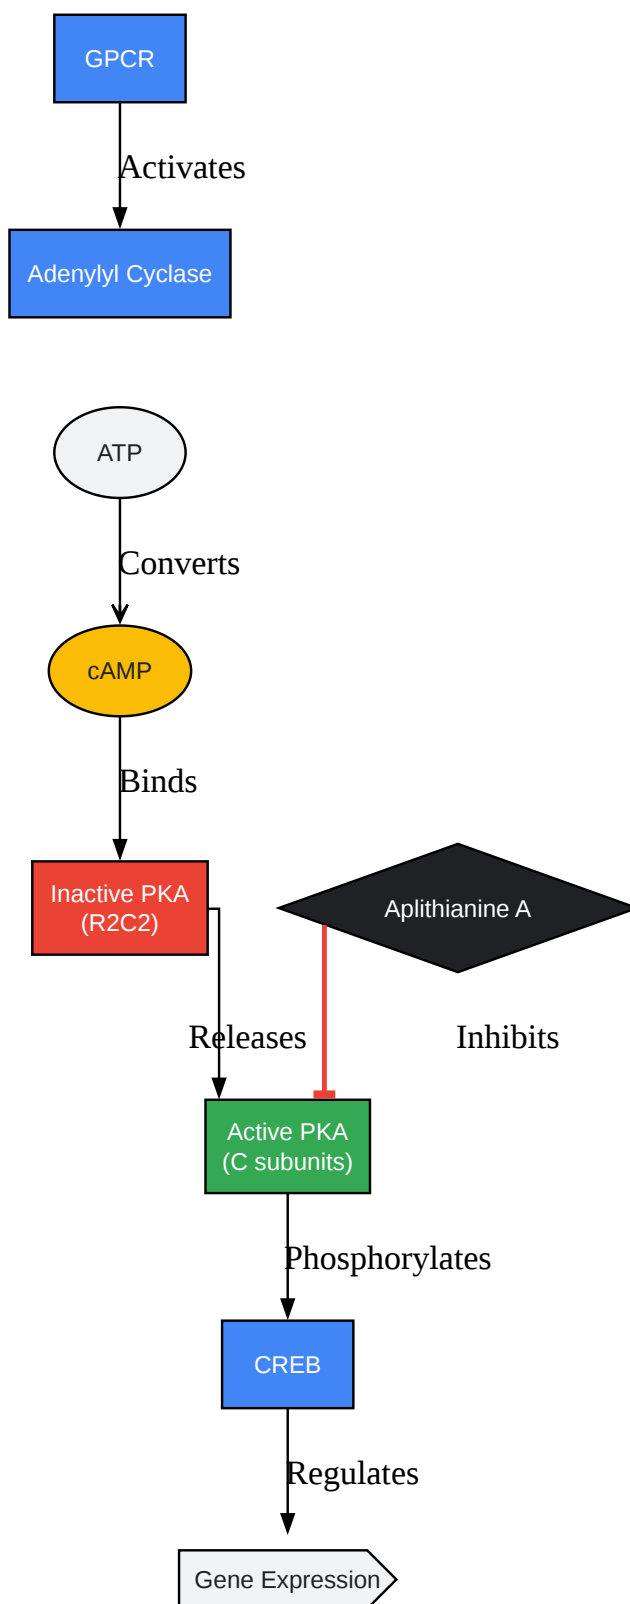 GPCR
Activates
Adenylyl Cyclase
ATP
Converts
cAMP
Binds
Inactive PKA
(R2C2)
Aplithianine A
Releases
Inhibits
Active PKA
(C subunits)
Phosphorylates
CREB
Regulates
Gene Expression